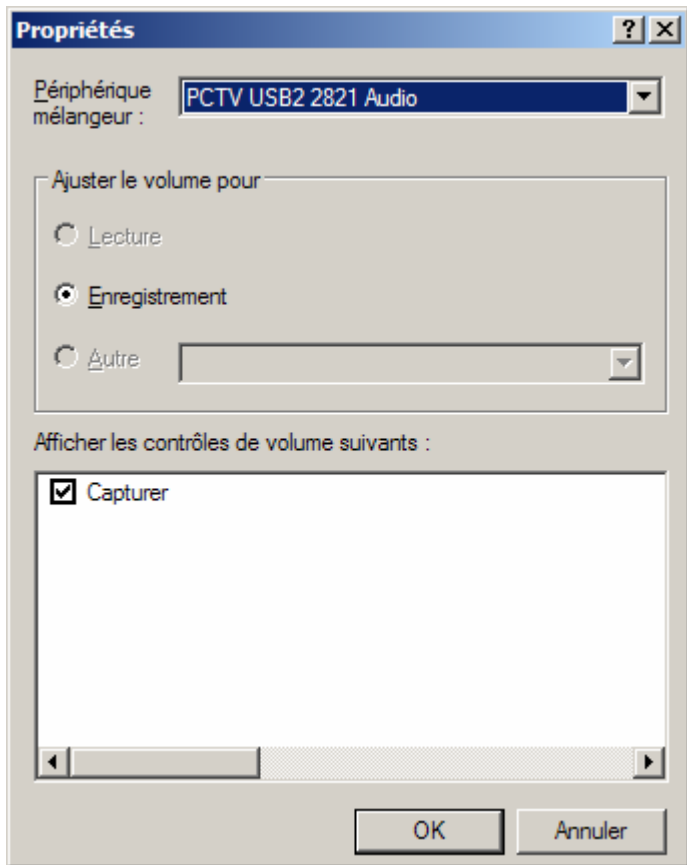 Propriétés
Périphérique
mélangeur :
PCTV USB2 2821 Audio
Ajuster le volume pour
Lecture
Enregistrement
Autre
Afficher les contrôles de volume suivants :
Capturer
OK
Annuler